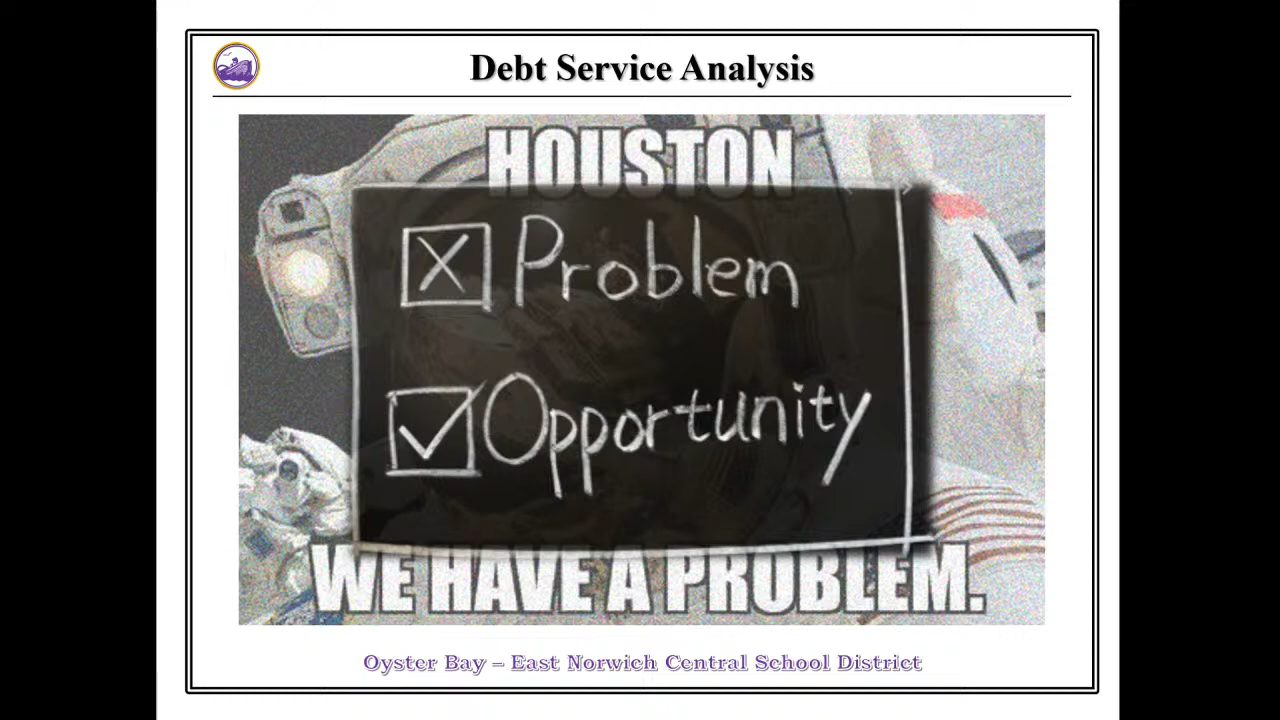 Debt Service Analysis
HOUSTON
Problem
Opportunity
WE HAVE A PROBLEM.
Oyster Bay – East Norwich Central School District